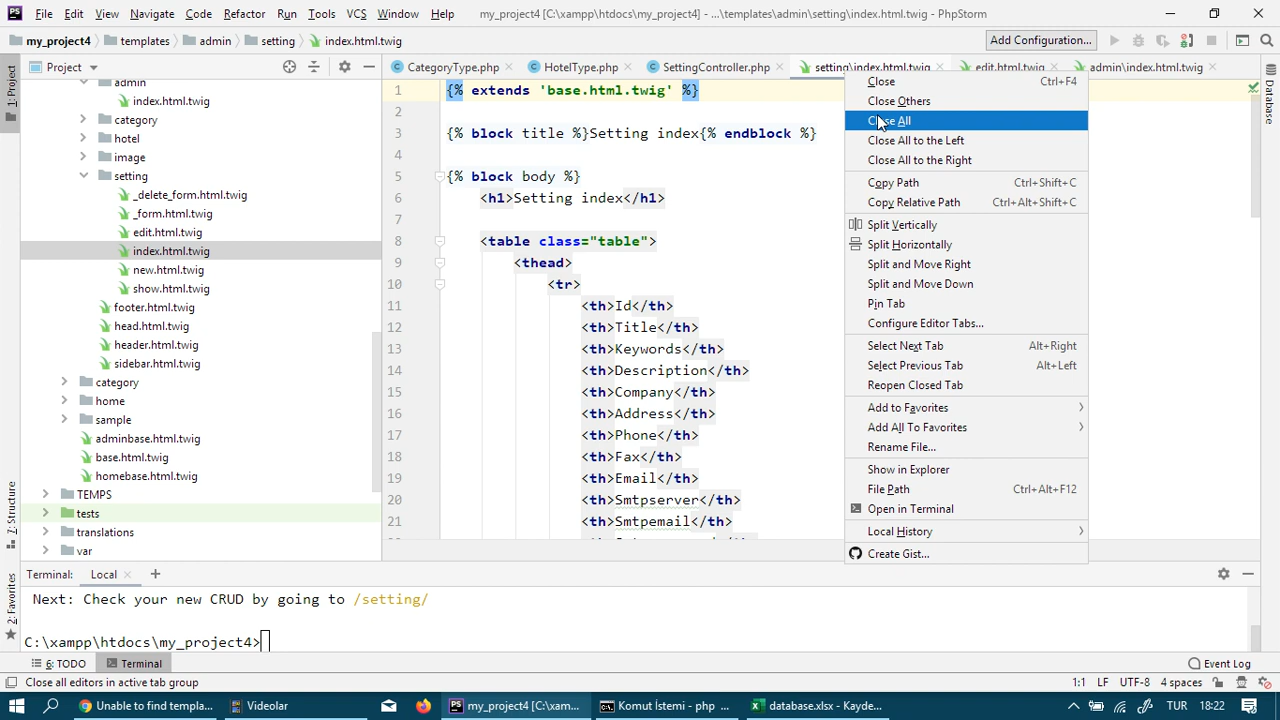 File Edit View Navigate Code Refactor Run Tools VCS Window Help my_project4 [C:\xampp\htdocs\my_project4] - ...\templates\admin\setting\index.html.twig - PhpStorm
my_project4 templates admin setting index.html.twig Add Configuration...
1: Project
Project
CategoryType.php HotelType.php SettingController.php setting\index.html.twig edit.html.twig admin\index.html.twig
Database
admin
index.html.twig
category
hotel
image
setting
_delete_form.html.twig
_form.html.twig
edit.html.twig
index.html.twig
new.html.twig
show.html.twig
footer.html.twig
head.html.twig
header.html.twig
sidebar.html.twig
category
home
sample
adminbase.html.twig
base.html.twig
homebase.html.twig
TEMPS
tests
translations
var
1 {% extends 'base.html.twig' %}
2
3 {% block title %}Setting index{% endblock %}
4
5 {% block body %}
6 <h1>Setting index</h1>
7
8 <table class="table">
9 <thead>
10 <tr>
11 <th>Id</th>
12 <th>Title</th>
13 <th>Keywords</th>
14 <th>Description</th>
15 <th>Company</th>
16 <th>Address</th>
17 <th>Phone</th>
18 <th>Fax</th>
19 <th>Email</th>
20 <th>Smtpserver</th>
21 <th>Smtpemail</th>
Close Ctrl+F4
Close Others
Close All
Close All to the Left
Close All to the Right
Copy Path Ctrl+Shift+C
Copy Relative Path Ctrl+Alt+Shift+C
Split Vertically
Split Horizontally
Split and Move Right
Split and Move Down
Pin Tab
Configure Editor Tabs...
Select Next Tab Alt+Right
Select Previous Tab Alt+Left
Reopen Closed Tab
Add to Favorites
Add All To Favorites
Rename File...
Show in Explorer
File Path Ctrl+Alt+F12
Open in Terminal
Local History
Create Gist...
Z: Structure
2: Favorites
Terminal: Local
Next: Check your new CRUD by going to /setting/
C:\xampp\htdocs\my_project4>
6: TODO Terminal Event Log
Close all editors in active tab group 1:1 LF UTF-8 4 spaces
Unable to find templa... Videolar my_project4 [C:\xamp... Komut İstemi - php ... database.xlsx - Kayde... TUR 18:22